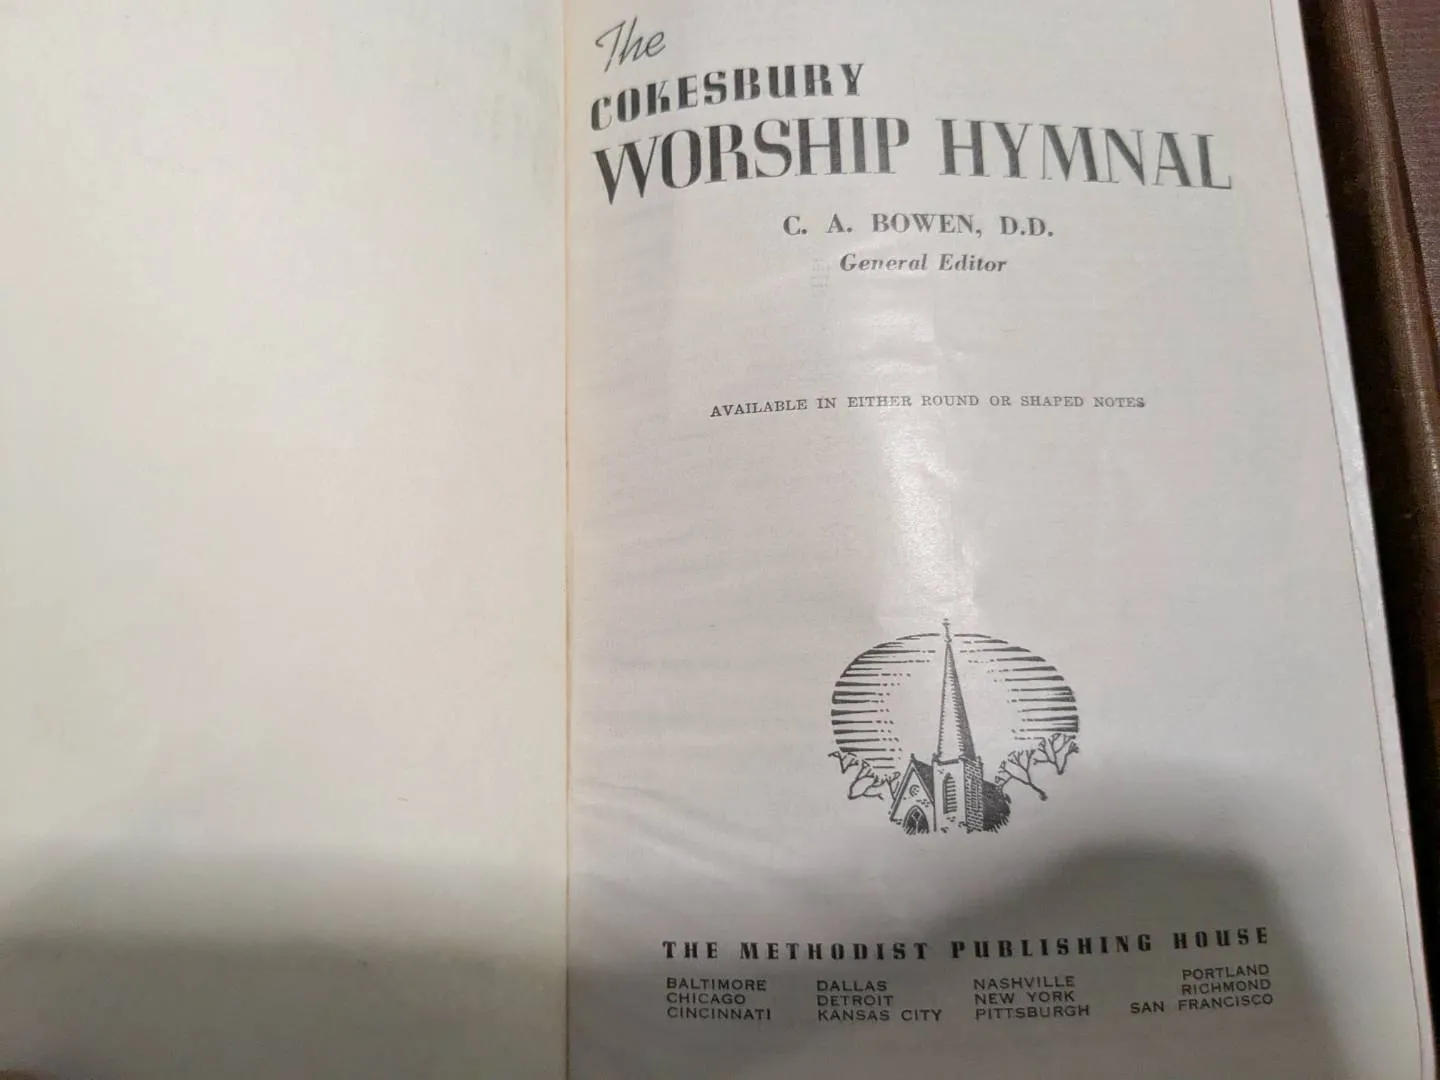 The
COKESBURY
WORSHIP HYMNAL
C. A. BOWEN, D.D.
General Editor
AVAILABLE IN EITHER ROUND OR SHAPED NOTES
THE METHODIST PUBLISHING HOUSE
BALTIMORE DALLAS NASHVILLE PORTLAND
CHICAGO DETROIT NEW YORK RICHMOND
CINCINNATI KANSAS CITY PITTSBURGH SAN FRANCISCO